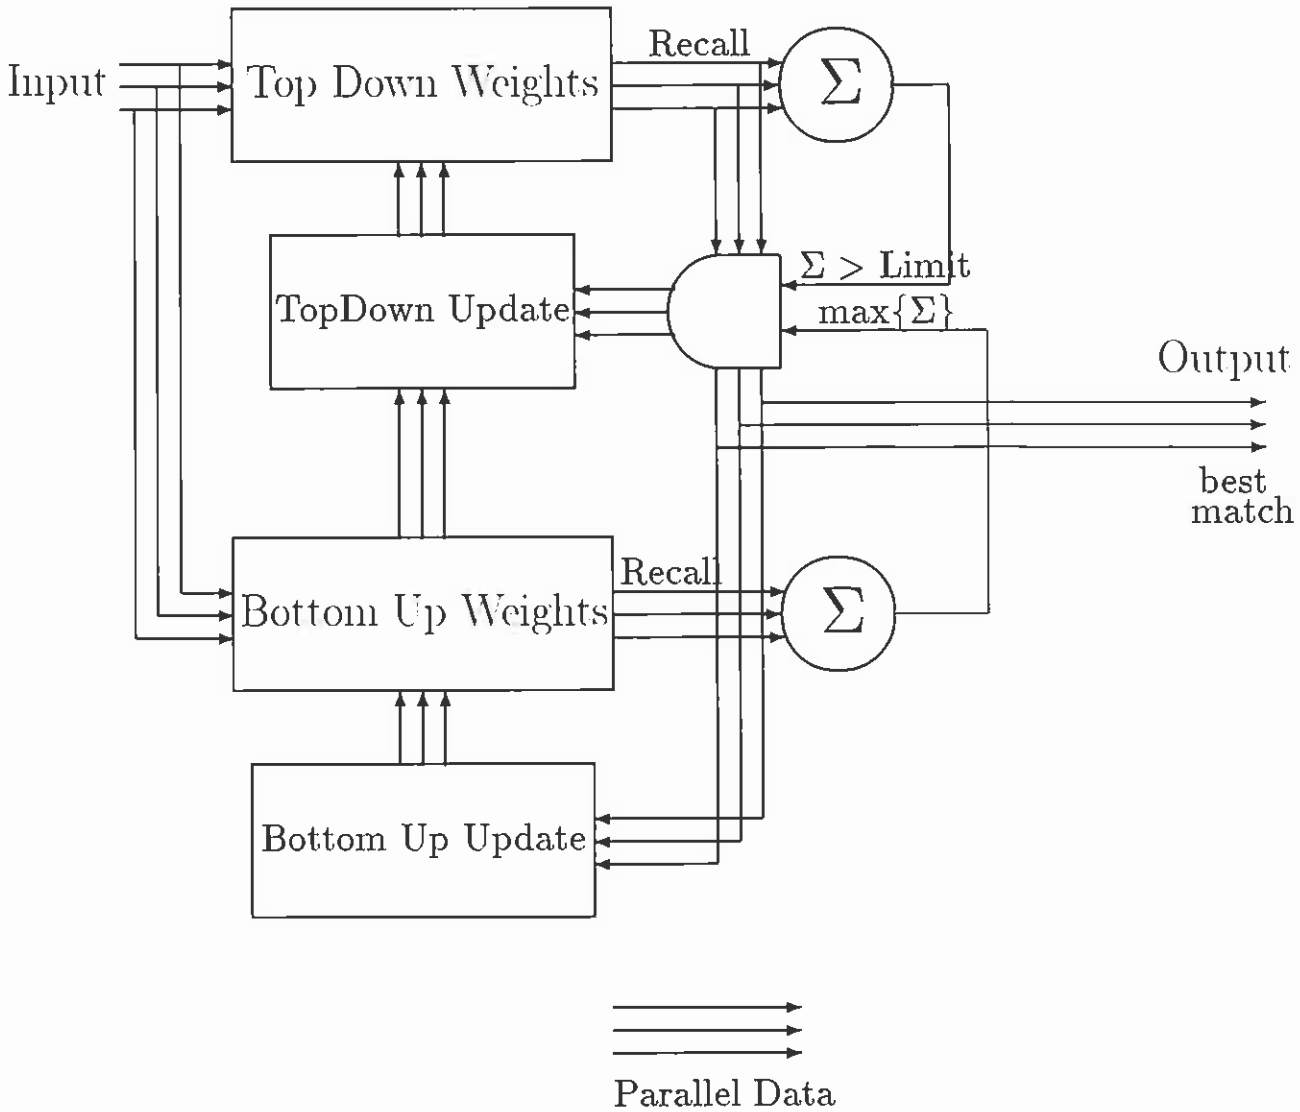 Recall
Input
Top Down Weights
Σ
Σ > Limit
TopDown Update
max{Σ}
Output
best
match
Recall
Bottom Up Weights
Σ
Bottom Up Update
Parallel Data